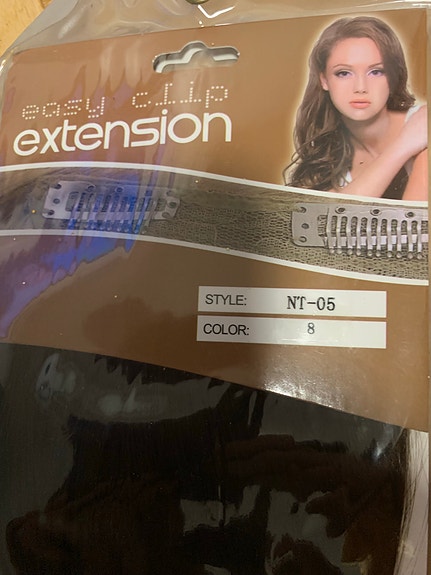 easy clip
extension
STYLE: NT-05
COLOR: 8